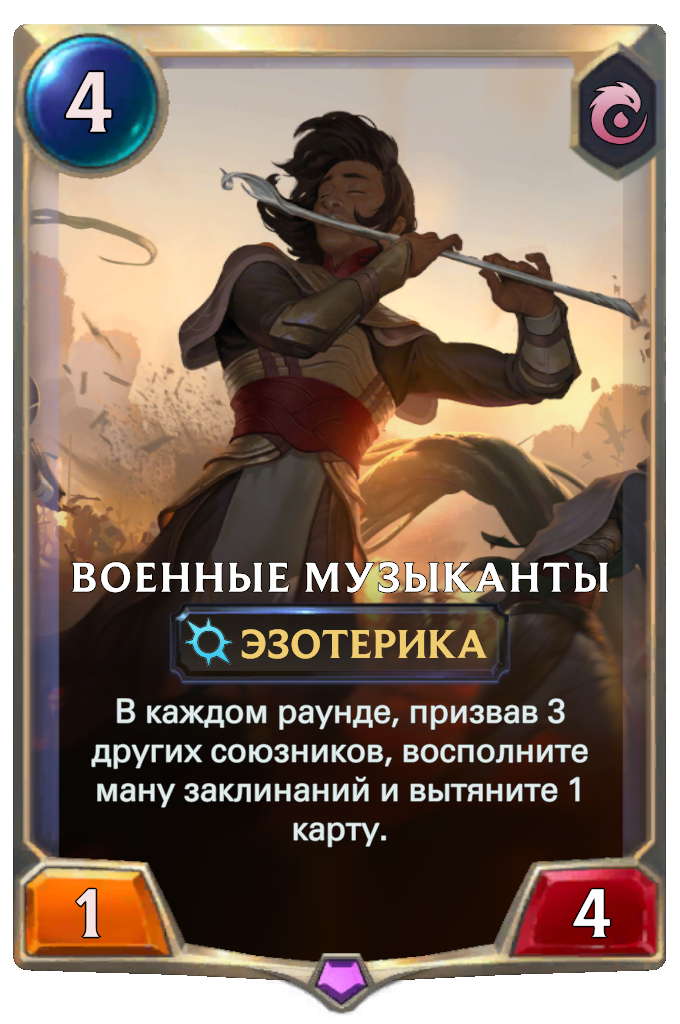 4
ВОЕННЫЕ МУЗЫКАНТЫ
ЭЗОТЕРИКА
В каждом раунде, призвав 3
других союзников, восполните
ману заклинаний и вытяните 1
карту.
1
4